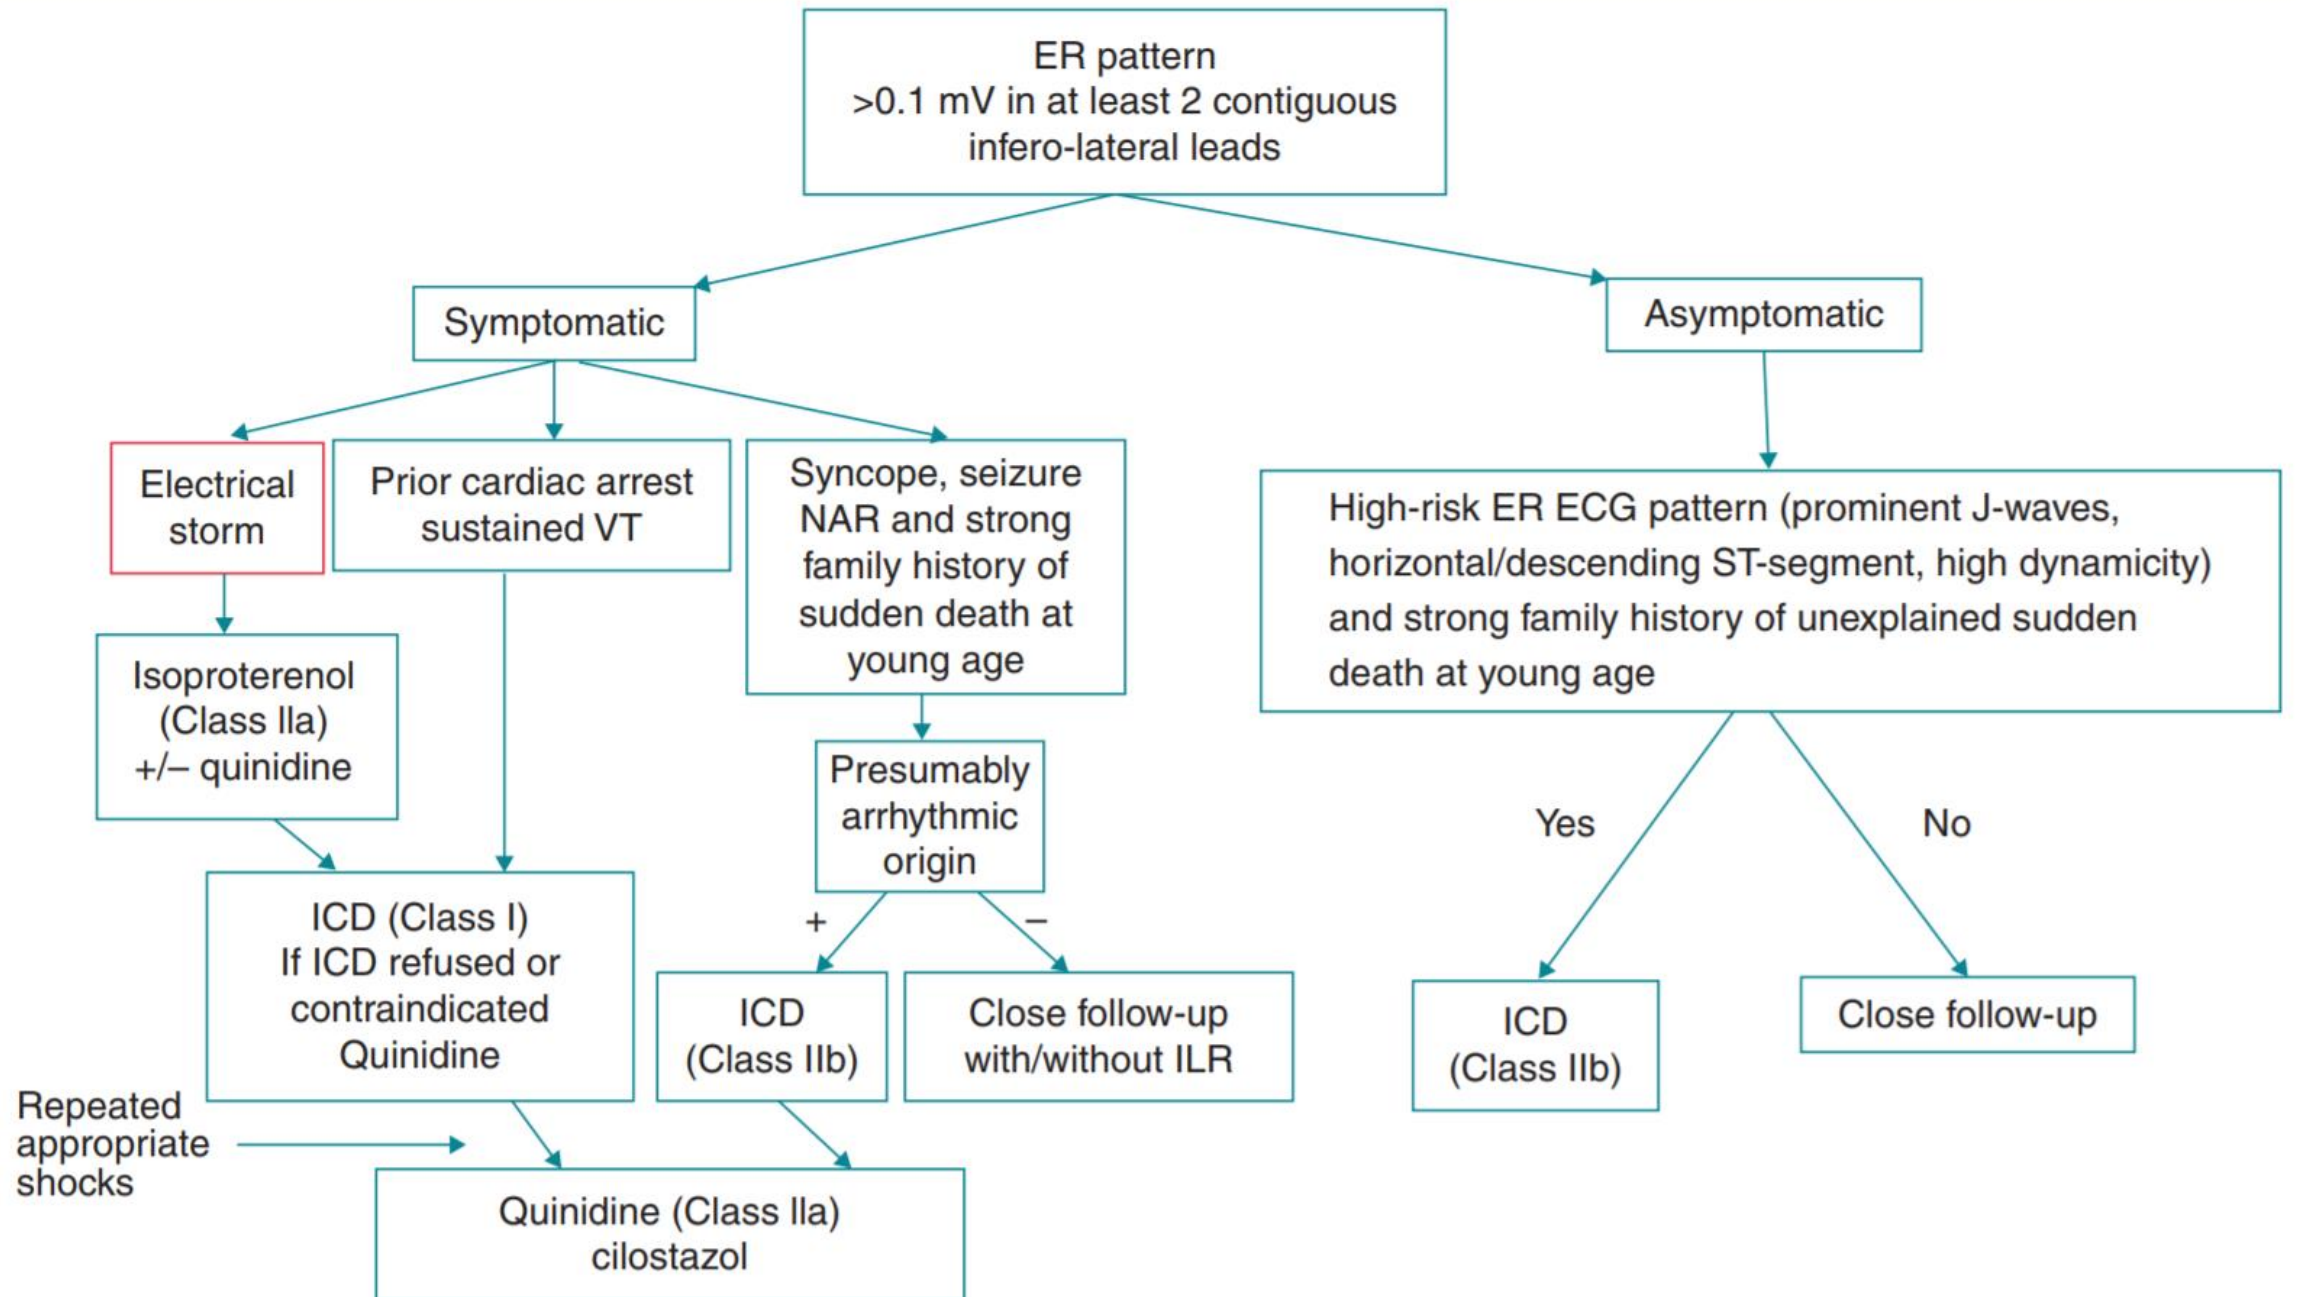 ER pattern
>0.1 mV in at least 2 contiguous
infero-lateral leads
Symptomatic
Asymptomatic
Electrical
storm
Prior cardiac arrest
sustained VT
Syncope, seizure
NAR and strong
family history of
sudden death at
young age
High-risk ER ECG pattern (prominent J-waves,
horizontal/descending ST-segment, high dynamicity)
and strong family history of unexplained sudden
death at young age
Isoproterenol
(Class IIa)
+/– quinidine
Presumably
arrhythmic
origin
Yes
No
+
–
ICD (Class I)
If ICD refused or
contraindicated
Quinidine
ICD
(Class IIb)
Close follow-up
with/without ILR
ICD
(Class IIb)
Close follow-up
Repeated
appropriate
shocks
Quinidine (Class IIa)
cilostazol